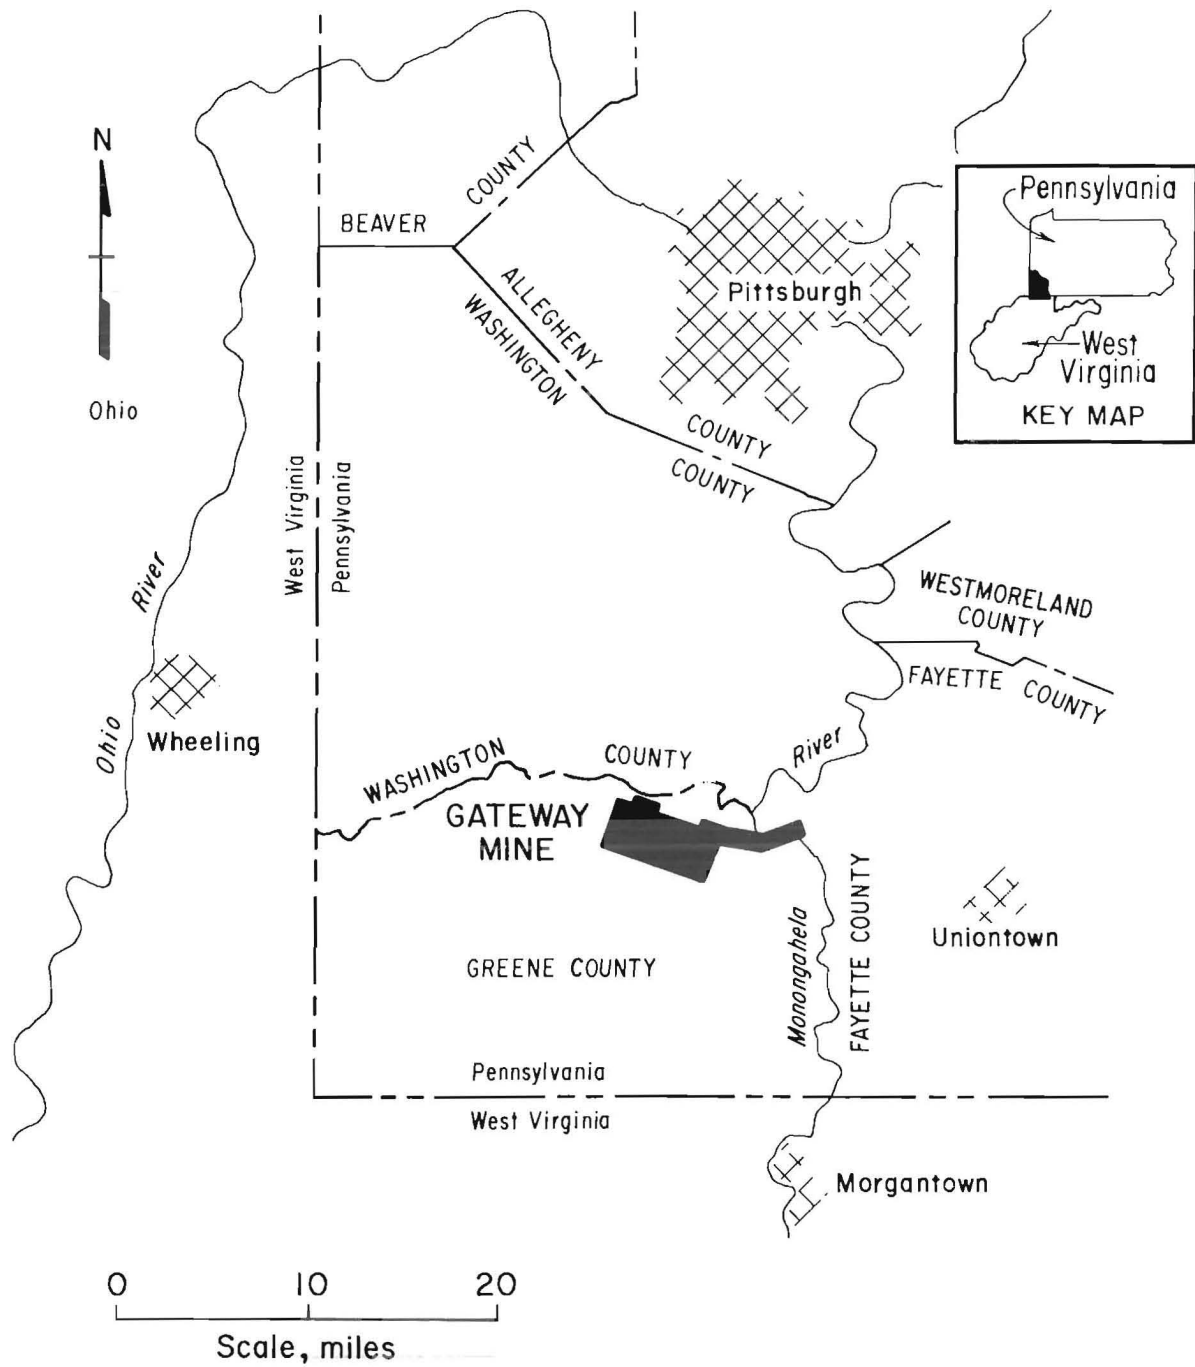 N
Ohio
BEAVER
COUNTY
ALLEGHENY
WASHINGTON
COUNTY
COUNTY
Pittsburgh
Pennsylvania
West
Virginia
KEY MAP
West Virginia
Pennsylvania
Ohio
River
Wheeling
WESTMORELAND
COUNTY
FAYETTE COUNTY
River
WASHINGTON
COUNTY
GATEWAY
MINE
GREENE COUNTY
Monongahela
FAYETTE COUNTY
Uniontown
Pennsylvania
West Virginia
Morgantown
0 10 20
Scale, miles